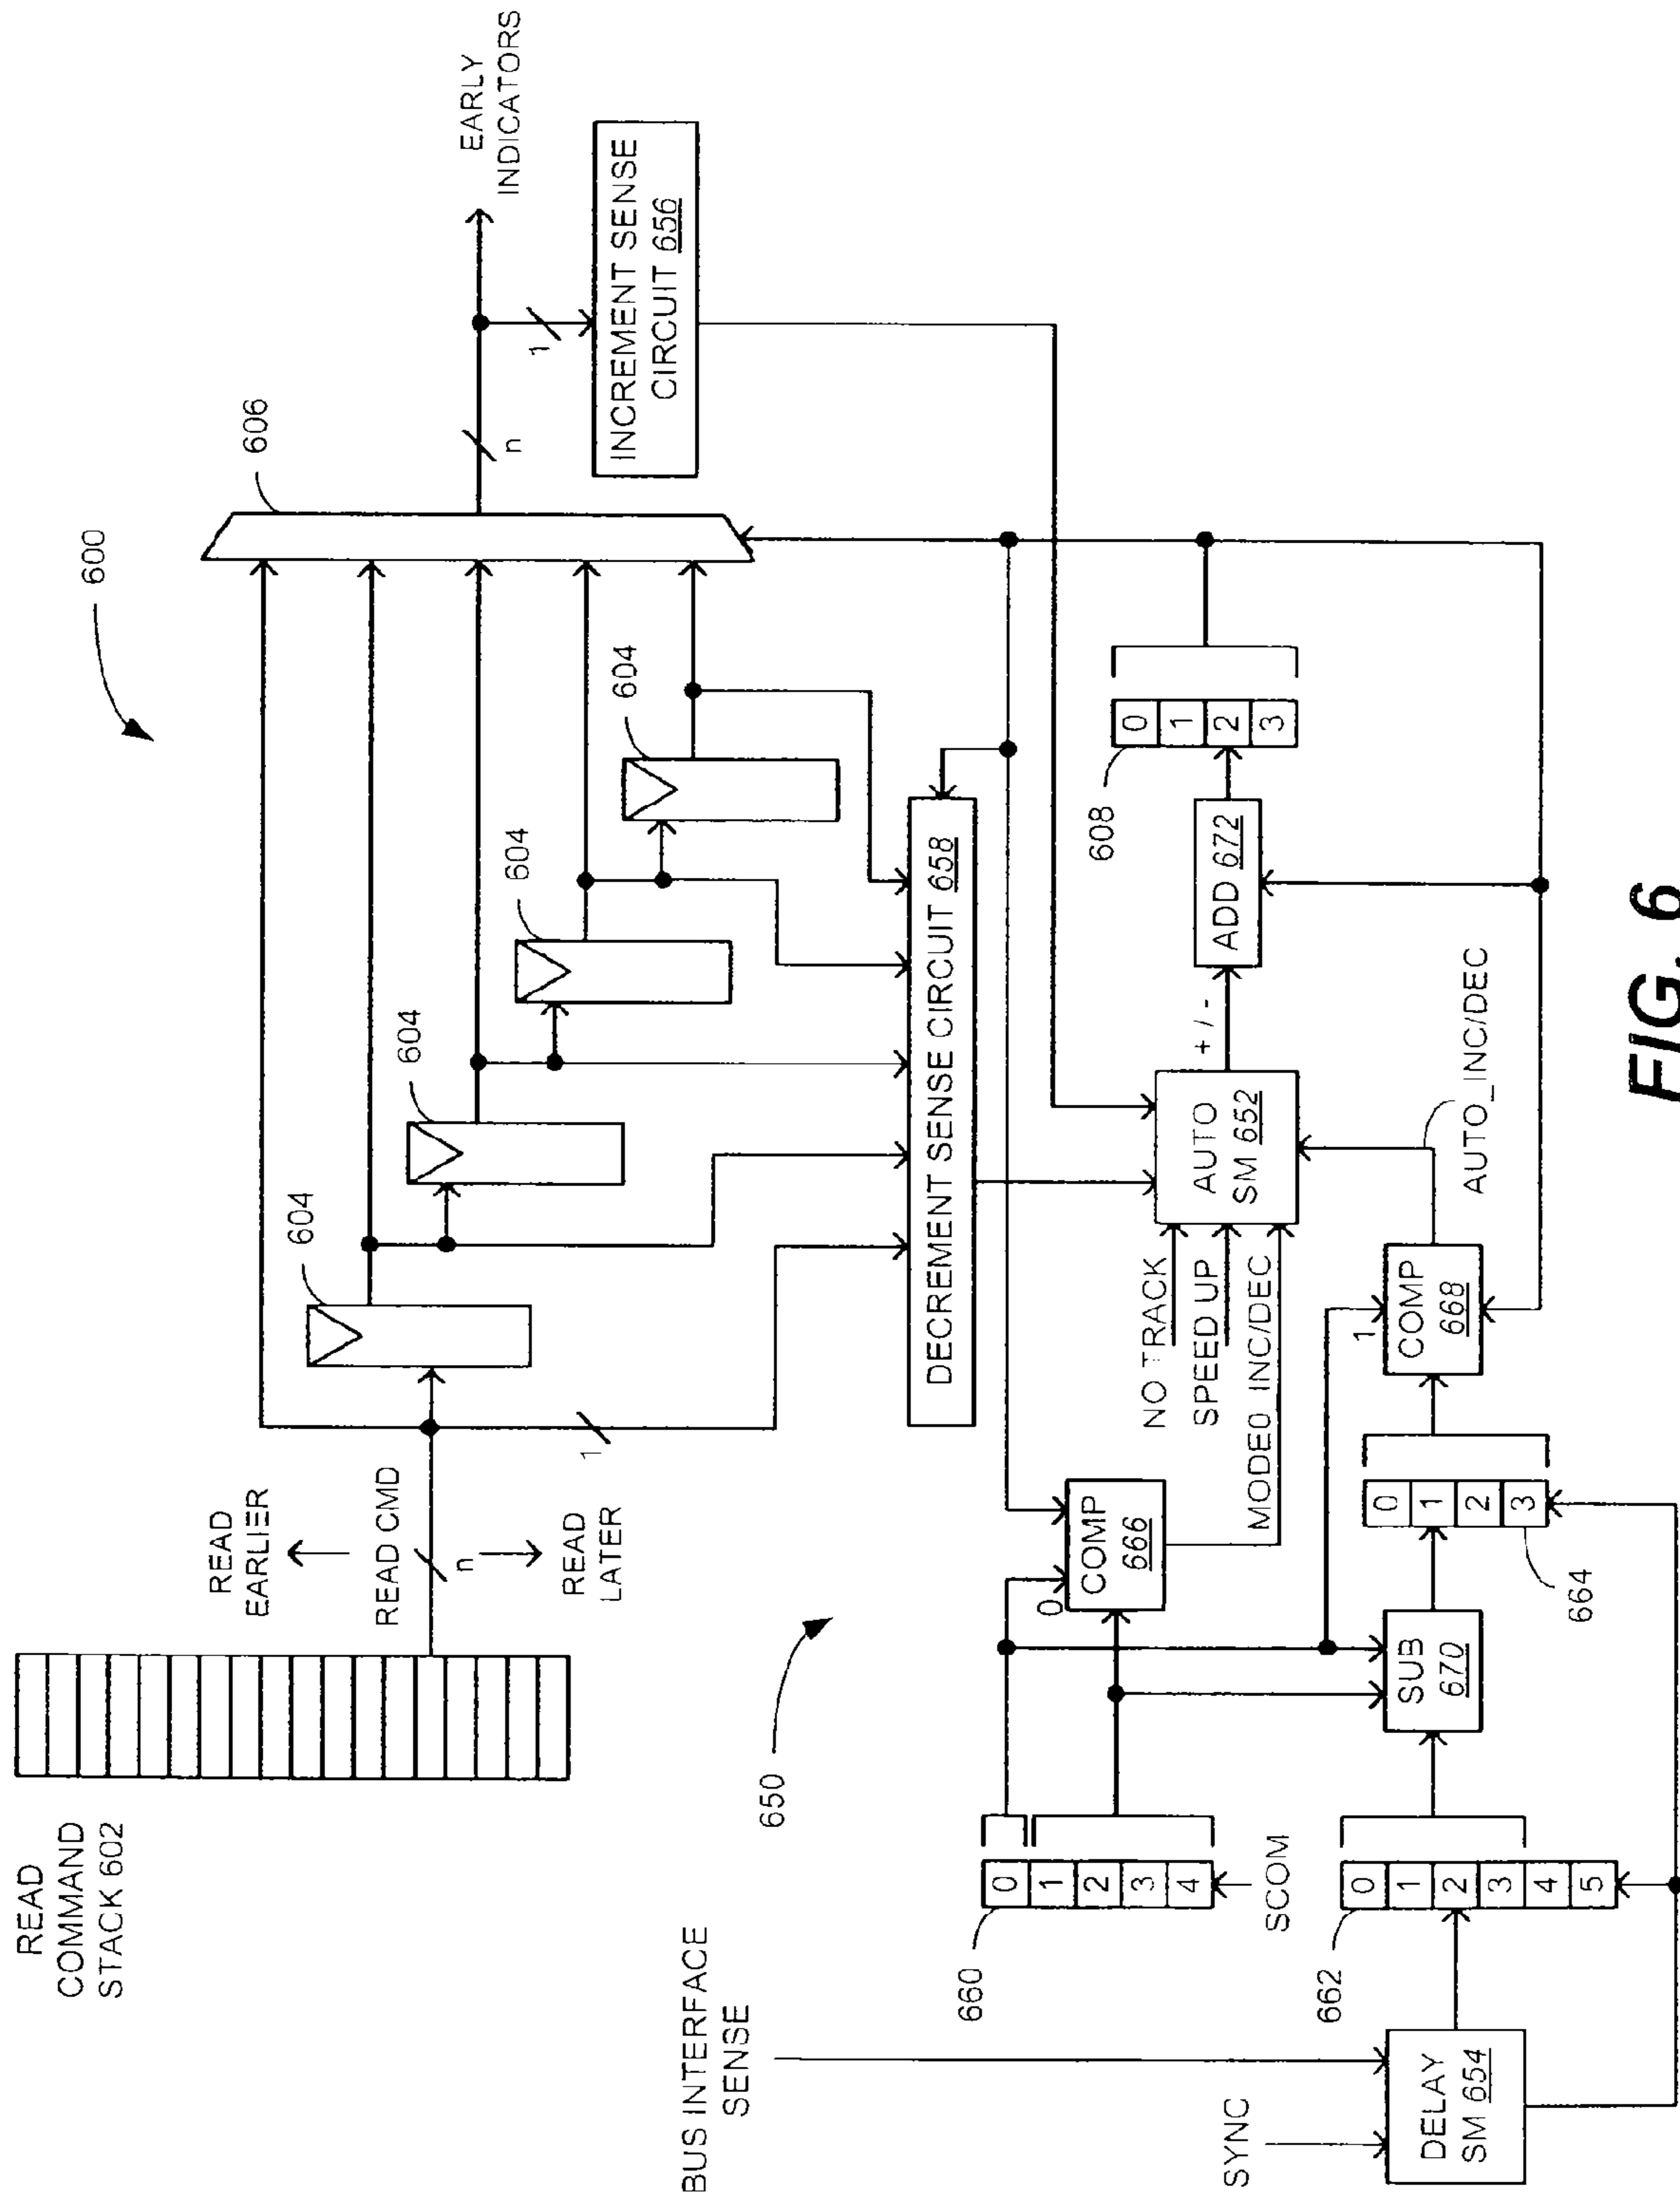 READ
COMMAND
STACK 602
READ
EARLIER
READ CMD
n
READ
LATER
1
600
604
604
604
604
606
n
EARLY
INDICATORS
1
INCREMENT SENSE
CIRCUIT 656
DECREMENT SENSE CIRCUIT 658
650
BUS INTERFACE
SENSE
660
0
1
2
3
4
SCOM
0
COMP
666
NO TRACK
SPEED UP
MODE0 INC/DEC
AUTO
SM 652
+ / -
ADD 672
608
0
1
2
3
SYNC
DELAY
SM 654
662
0
1
2
3
4
5
SUB
670
0
1
2
3
664
1
COMP
668
AUTO_INC/DEC
FIG. 6